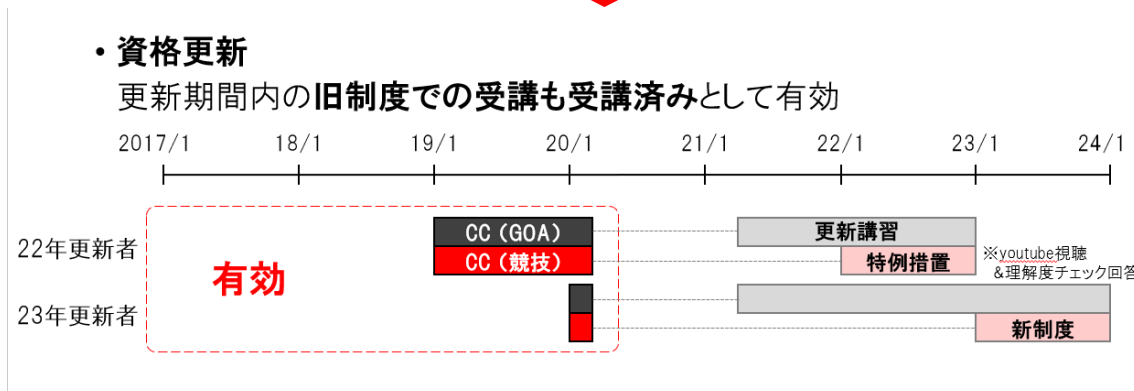 ・資格更新
更新期間内の旧制度での受講も受講済みとして有効
2017/1 18/1 19/1 20/1 21/1 22/1 23/1 24/1
22年更新者
有効
CC（GOA）
CC（競技）
更新講習
特例措置
※youtube視聴
&理解度チェック回答
23年更新者
新制度